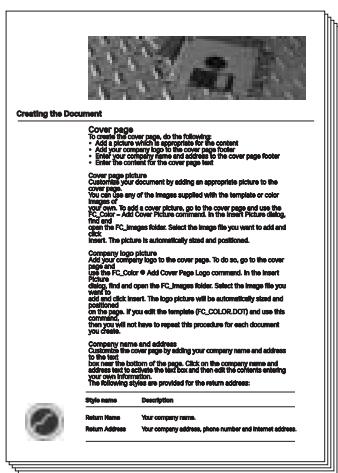 Creating the Document
Cover page
To create the cover page, do the following:
• Add a picture which is appropriate for the content
• Add your company logo to the cover page footer
• Enter your company name and address to the cover page footer
• Enter the content for the cover page text
Cover page picture
Customize your document by adding an appropriate picture to the
cover page.
You can use any of the images supplied with the template or color
images of
your own. To add a cover picture, go to the cover page and use the
FC_Color – Add Cover Picture command. In the Insert Picture dialog,
find and
open the FC_Images folder. Select the image file you want to add and
click
Insert. The picture is automatically sized and positioned.
Company logo picture
Add your company logo to the cover page. To do so, go to the cover
page and
use the FC_Color © Add Cover Page Logo command. In the Insert
Picture
dialog, find and open the FC_Images folder. Select the image file you
want to
add and click Insert. The logo picture will be automatically sized and
positioned
on the page. If you edit the template (FC_COLOR.DOT) and use this
command,
then you will not have to repeat this procedure for each document
you create.
Company name and address
Customize the cover page by adding your company name and address
to the text
box near the bottom of the page. Click on the company name and
address text to activate the text box and then edit the contents entering
your own information.
The following styles are provided for the return address:
Style name Description
Return Name Your company name.
Return Address Your company address, phone number and Internet address.